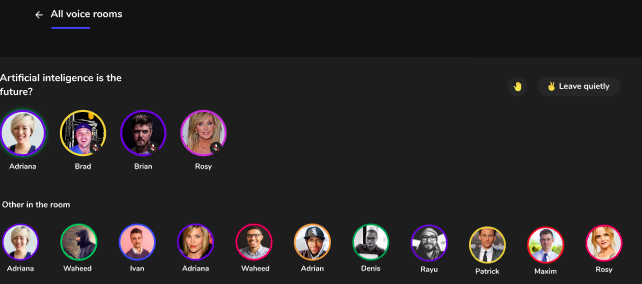 All voice rooms
Artificial inteligence is the
future?
Leave quietly
Adriana
Brad
Brian
Rosy
Other in the room
Adriana
Waheed
Ivan
Adriana
Waheed
Adrian
Denis
Rayu
Patrick
Maxim
Rosy